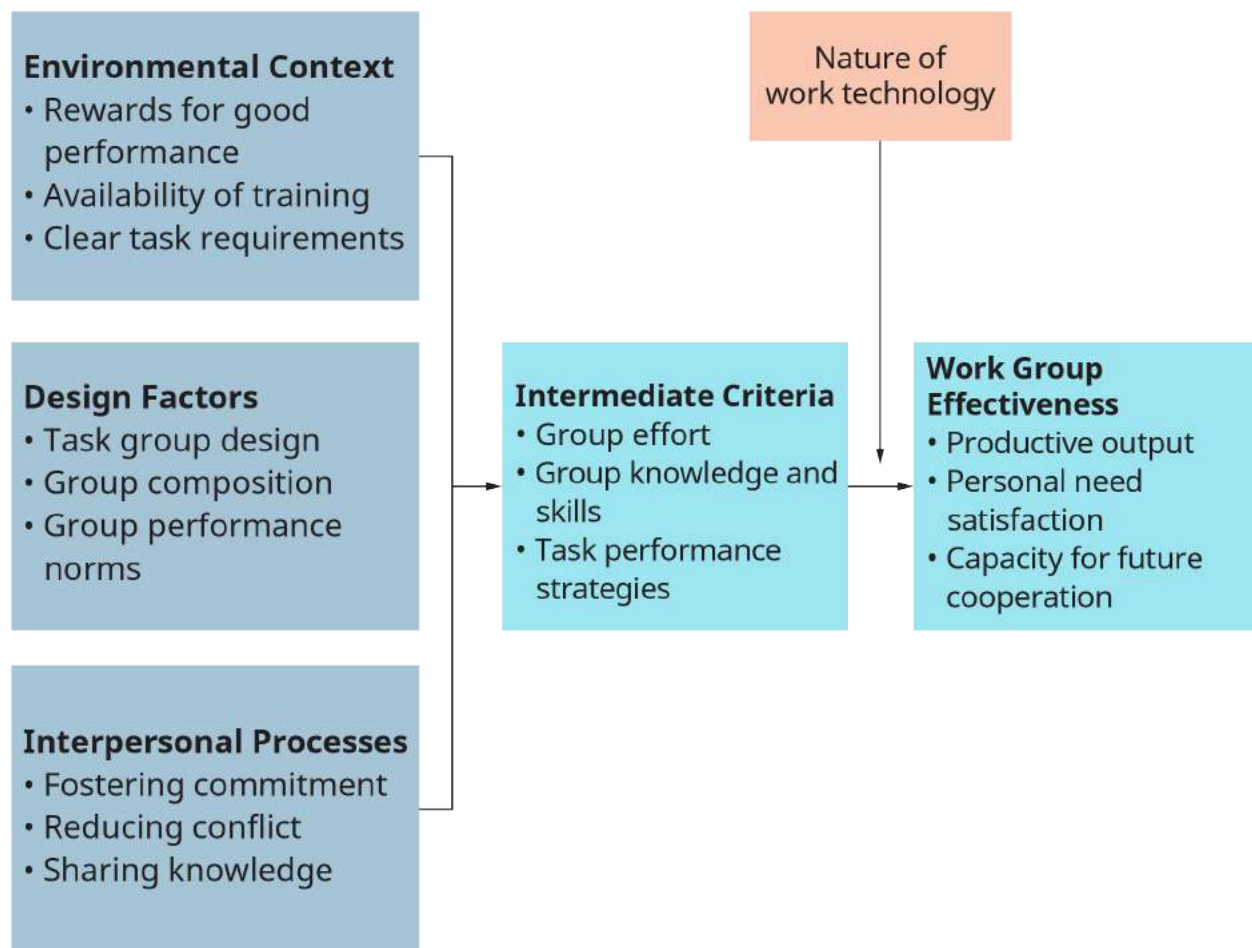 Environmental Context
• Rewards for good
performance
• Availability of training
• Clear task requirements
Design Factors
• Task group design
• Group composition
• Group performance
norms
Interpersonal Processes
• Fostering commitment
• Reducing conflict
• Sharing knowledge
Intermediate Criteria
• Group effort
• Group knowledge and
skills
• Task performance
strategies
Nature of
work technology
Work Group
Effectiveness
• Productive output
• Personal need
satisfaction
• Capacity for future
cooperation